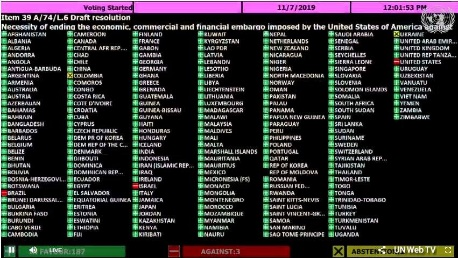 Voting Started
11/7/2019
12:01:53 PM
Item 39 A/74/L.6 Draft resolution
Necessity of ending the economic, commercial and financial embargo imposed by the United States of America against
AFGHANISTAN
ALBANIA
ALGERIA
ANDORRA
ANGOLA
ANTIGUA-BARBUDA
ARGENTINA
ARMENIA
AUSTRALIA
AUSTRIA
AZERBAIJAN
BAHAMAS
BAHRAIN
BANGLADESH
BARBADOS
BELARUS
BELGIUM
BELIZE
BENIN
BHUTAN
BOLIVIA
BOSNIA-HERZEGOVI..
BOTSWANA
BRAZIL
BRUNEI DARUSSAL..
BULGARIA
BURKINA FASO
BURUNDI
CABO VERDE
CAMBODIA
CAMEROON
CANADA
CENTRAL AFR REP...
CHAD
CHILE
CHINA
COLOMBIA
COMOROS
CONGO
COSTA RICA
COTE D'IVOIRE
CROATIA
CUBA
CYPRUS
CZECH REPUBLIC
DEM PR OF KOREA
DEM REP OF THE C...
DENMARK
DJIBOUTI
DOMINICA
DOMINICAN REP
ECUADOR
EGYPT
EL SALVADOR
EQUATORIAL GUINEA
ERITREA
ESTONIA
ESWATINI
ETHIOPIA
FIJI
FINLAND
FRANCE
GABON
GAMBIA
GEORGIA
GERMANY
GHANA
GREECE
GRENADA
GUATEMALA
GUINEA
GUINEA-BISSAU
GUYANA
HAITI
HONDURAS
HUNGARY
ICELAND
INDIA
INDONESIA
IRAN (ISLAMIC REP...
IRAQ
IRELAND
ISRAEL
ITALY
JAMAICA
JAPAN
JORDAN
KAZAKHSTAN
KENYA
KIRIBATI
KUWAIT
KYRGYZSTAN
LAO PDR
LATVIA
LEBANON
LESOTHO
LIBERIA
LIBYA
LIECHTENSTEIN
LITHUANIA
LUXEMBOURG
MADAGASCAR
MALAWI
MALAYSIA
MALDIVES
MALI
MALTA
MARSHALL ISLANDS
MAURITANIA
MAURITIUS
MEXICO
MICRONESIA (FS)
MONACO
MONGOLIA
MONTENEGRO
MOROCCO
MOZAMBIQUE
MYANMAR
NAMIBIA
NAURU
NEPAL
NETHERLANDS
NEW ZEALAND
NICARAGUA
NIGER
NIGERIA
NORTH MACEDONIA
NORWAY
OMAN
PAKISTAN
PALAU
PANAMA
PAPUA NEW GUINEA
PARAGUAY
PERU
PHILIPPINES
POLAND
PORTUGAL
QATAR
REP OF KOREA
REP OF MOLDOVA
ROMANIA
RUSSIAN FED...
RWANDA
SAINT KITTS-NEVIS
SAINT LUCIA
SAINT VINCENT-GR..
SAMOA
SAN MARINO
SAO TOME-PRINCIPE
SAUDI ARABIA
SENEGAL
SERBIA
SEYCHELLES
SIERRA LEONE
SINGAPORE
SLOVAKIA
SLOVENIA
SOLOMON ISLANDS
SOMALIA
SOUTH AFRICA
SOUTH SUDAN
SPAIN
SRI LANKA
SUDAN
SURINAME
SWEDEN
SWITZERLAND
SYRIAN ARAB REP...
TAJIKISTAN
THAILAND
TIMOR-LESTE
TOGO
TONGA
TRINIDAD-TOBAGO
TUNISIA
TURKEY
TURKMENISTAN
TUVALU
UGANDA
UKRAINE
UNITED ARAB EMIR..
UNITED KINGDOM
UNITED REP TANZA..
UNITED STATES
URUGUAY
UZBEKISTAN
VANUATU
VENEZUELA
VIET NAM
YEMEN
ZAMBIA
ZIMBABWE
LIVE
:187
AGAINST:3
UN Web TV